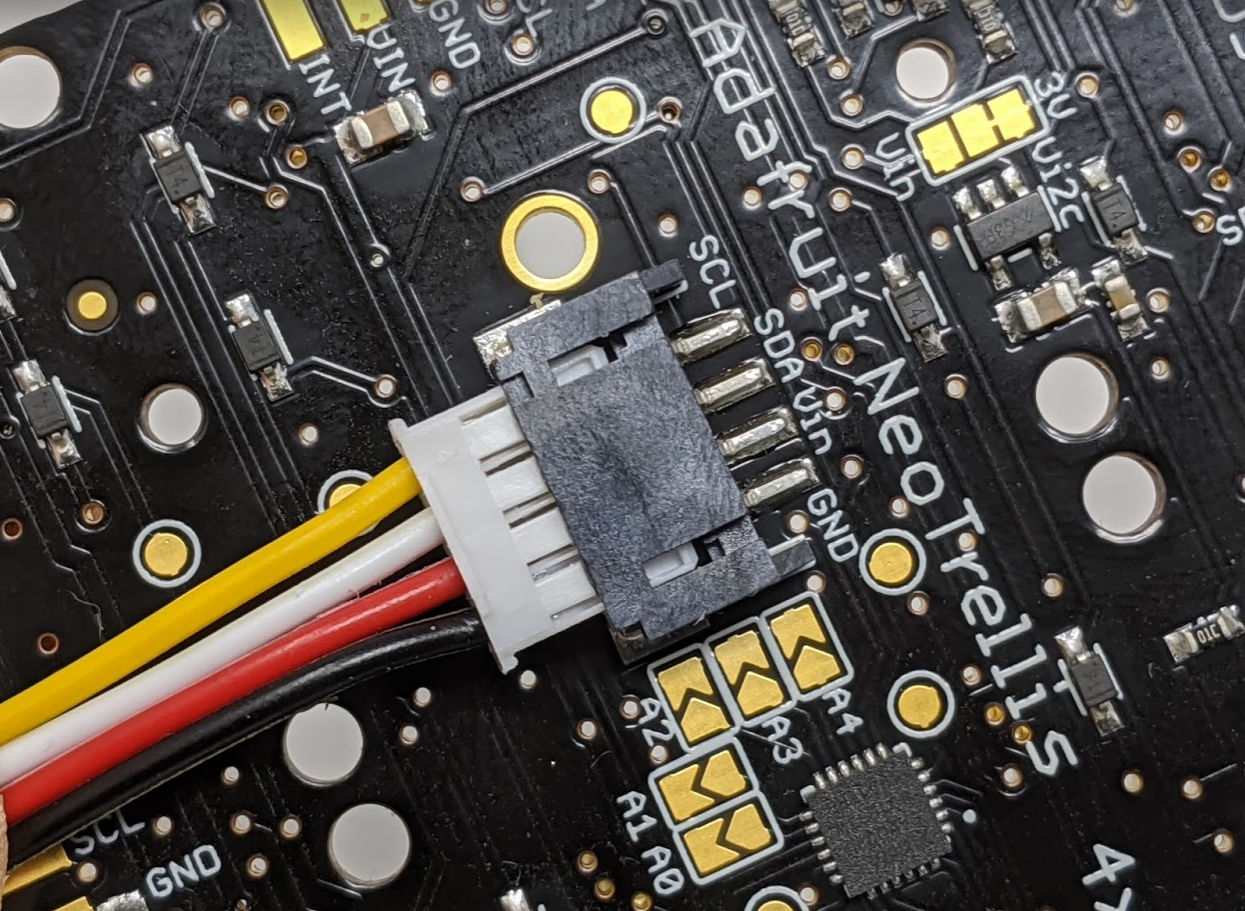 INT
VIN
GND
SCL
Adafruit NeoTrellis
3V
Vin
Vi2c
T4
SCL
SDA
Vin
GND
A2
A3
A4
A1
A0
SCL
GND